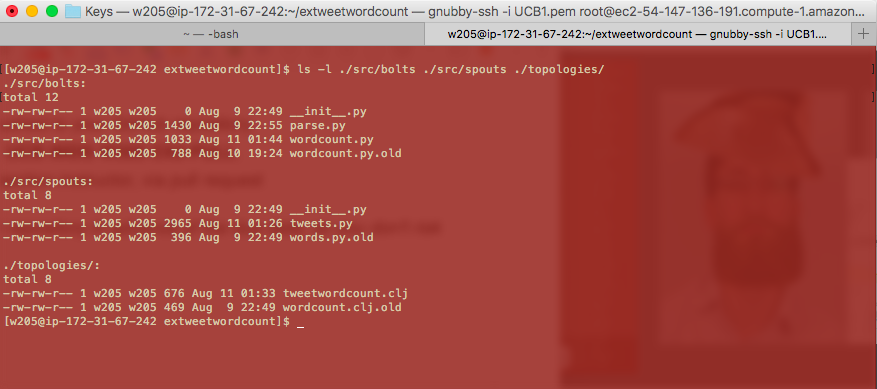 Keys — w205@ip-172-31-67-242:~/extweetwordcount — gnubby-ssh -i UCB1.pem root@ec2-54-147-136-191.compute-1.amazon...
~ — -bash
w205@ip-172-31-67-242:~/extweetwordcount — gnubby-ssh -i UCB1....
+
[[w205@ip-172-31-67-242 extweetwordcount]$ ls -l ./src/bolts ./src/spouts ./topologies/ ]
./src/bolts:
[total 12 ]
-rw-rw-r-- 1 w205 w205    0 Aug  9 22:49 __init__.py
-rw-rw-r-- 1 w205 w205 1430 Aug  9 22:55 parse.py
-rw-rw-r-- 1 w205 w205 1033 Aug 11 01:44 wordcount.py
-rw-rw-r-- 1 w205 w205  788 Aug 10 19:24 wordcount.py.old
./src/spouts:
total 8
-rw-rw-r-- 1 w205 w205    0 Aug  9 22:49 __init__.py
-rw-rw-r-- 1 w205 w205 2965 Aug 11 01:26 tweets.py
-rw-rw-r-- 1 w205 w205  396 Aug  9 22:49 words.py.old
./topologies/:
total 8
-rw-rw-r-- 1 w205 w205 676 Aug 11 01:33 tweetwordcount.clj
-rw-rw-r-- 1 w205 w205 469 Aug  9 22:49 wordcount.clj.old
[w205@ip-172-31-67-242 extweetwordcount]$ _